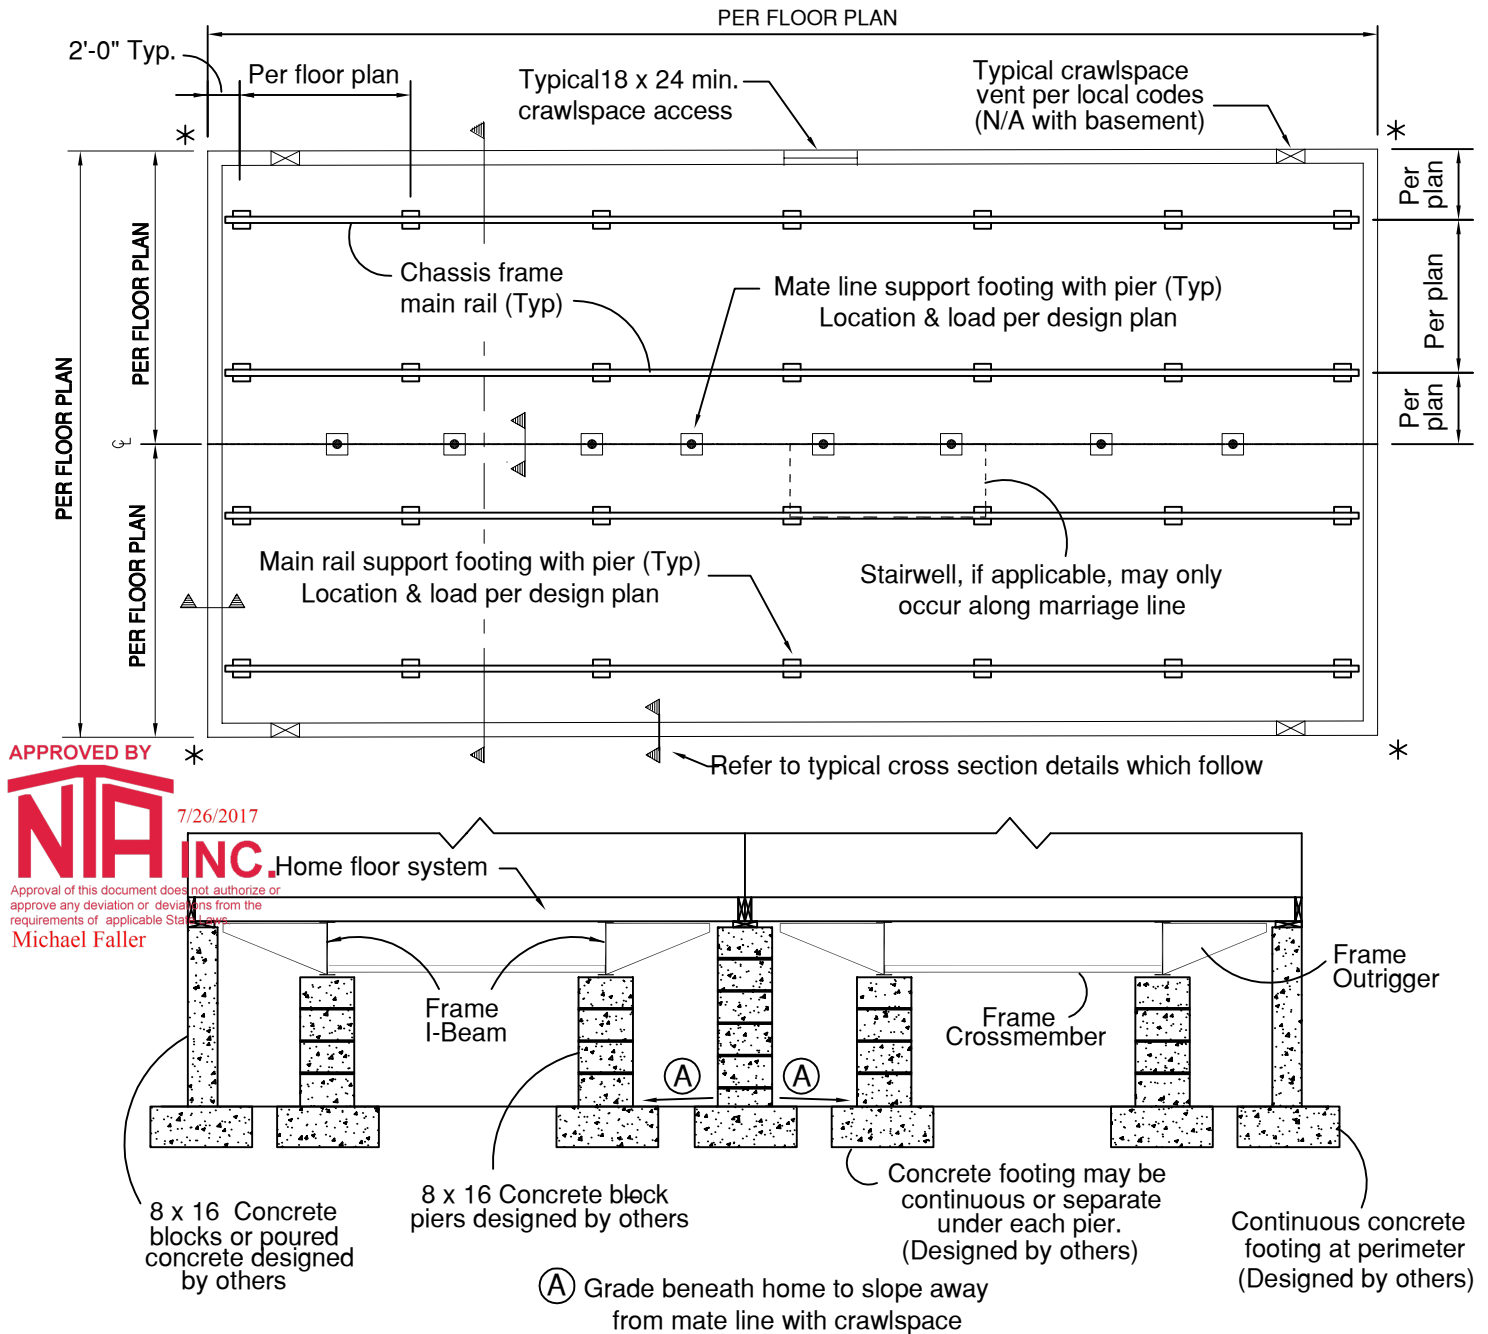 PER FLOOR PLAN
2'-0" Typ.
Per floor plan
Typical18 x 24 min.
crawlspace access
Typical crawlspace
vent per local codes
(N/A with basement)
Per
plan
Per plan
Per
plan
PER FLOOR PLAN
PER FLOOR PLAN
PER FLOOR PLAN
CL
Chassis frame
main rail (Typ)
Mate line support footing with pier (Typ)
Location & load per design plan
Main rail support footing with pier (Typ)
Location & load per design plan
Stairwell, if applicable, may only
occur along marriage line
Refer to typical cross section details which follow
APPROVED BY
NTA INC.
7/26/2017
Approval of this document does not authorize or
approve any deviation or deviations from the
requirements of applicable State Laws.
Michael Faller
Home floor system
Frame
I-Beam
Frame
Crossmember
Frame
Outrigger
A
A
8 x 16 Concrete
blocks or poured
concrete designed
by others
8 x 16 Concrete block
piers designed by others
Concrete footing may be
continuous or separate
under each pier.
(Designed by others)
Continuous concrete
footing at perimeter
(Designed by others)
A Grade beneath home to slope away
from mate line with crawlspace